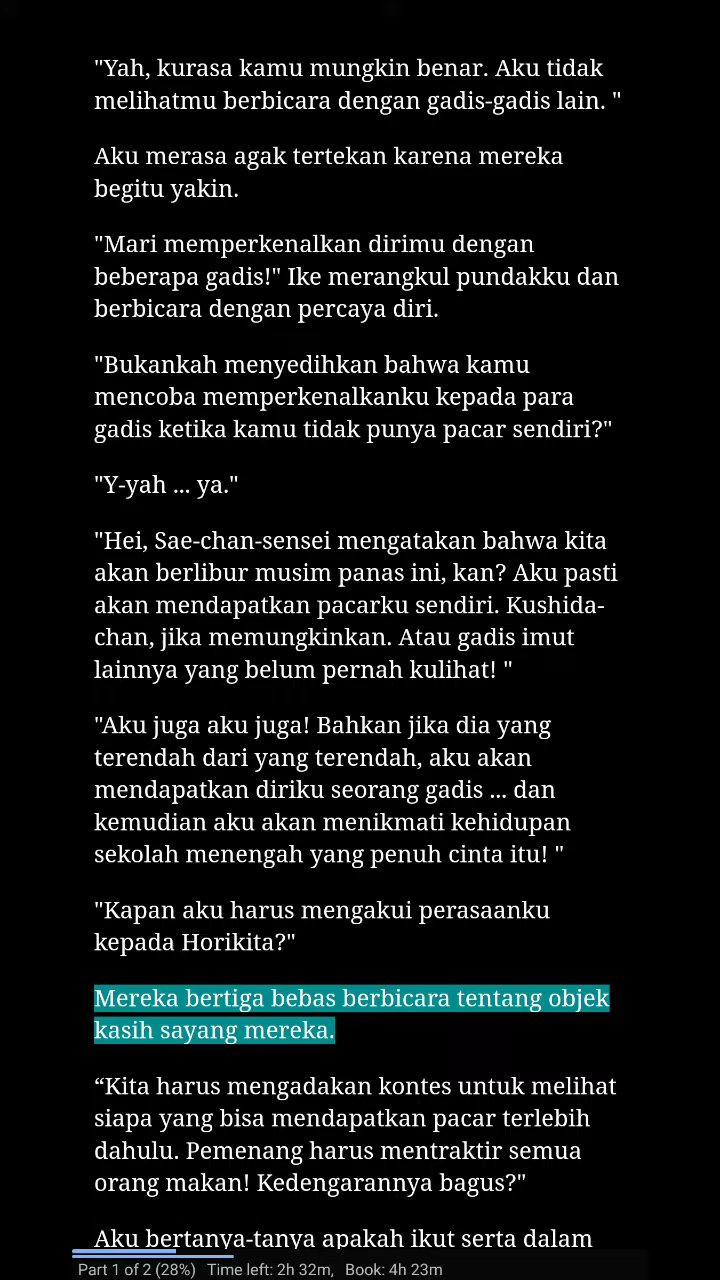 "Yah, kurasa kamu mungkin benar. Aku tidak
melihatmu berbicara dengan gadis-gadis lain. "
Aku merasa agak tertekan karena mereka
begitu yakin.
"Mari memperkenalkan dirimu dengan
beberapa gadis!" Ike merangkul pundakku dan
berbicara dengan percaya diri.
"Bukankah menyedihkan bahwa kamu
mencoba memperkenalkanku kepada para
gadis ketika kamu tidak punya pacar sendiri?"
"Y-yah ... ya."
"Hei, Sae-chan-sensei mengatakan bahwa kita
akan berlibur musim panas ini, kan? Aku pasti
akan mendapatkan pacarku sendiri. Kushida-
chan, jika memungkinkan. Atau gadis imut
lainnya yang belum pernah kulihat! "
"Aku juga aku juga! Bahkan jika dia yang
terendah dari yang terendah, aku akan
mendapatkan diriku seorang gadis ... dan
kemudian aku akan menikmati kehidupan
sekolah menengah yang penuh cinta itu! "
"Kapan aku harus mengakui perasaanku
kepada Horikita?"
Mereka bertiga bebas berbicara tentang objek
kasih sayang mereka.
“Kita harus mengadakan kontes untuk melihat
siapa yang bisa mendapatkan pacar terlebih
dahulu. Pemenang harus mentraktir semua
orang makan! Kedengarannya bagus?"
Aku bertanya-tanya apakah ikut serta dalam
Part 1 of 2 (28%) Time left: 2h 32m, Book: 4h 23m